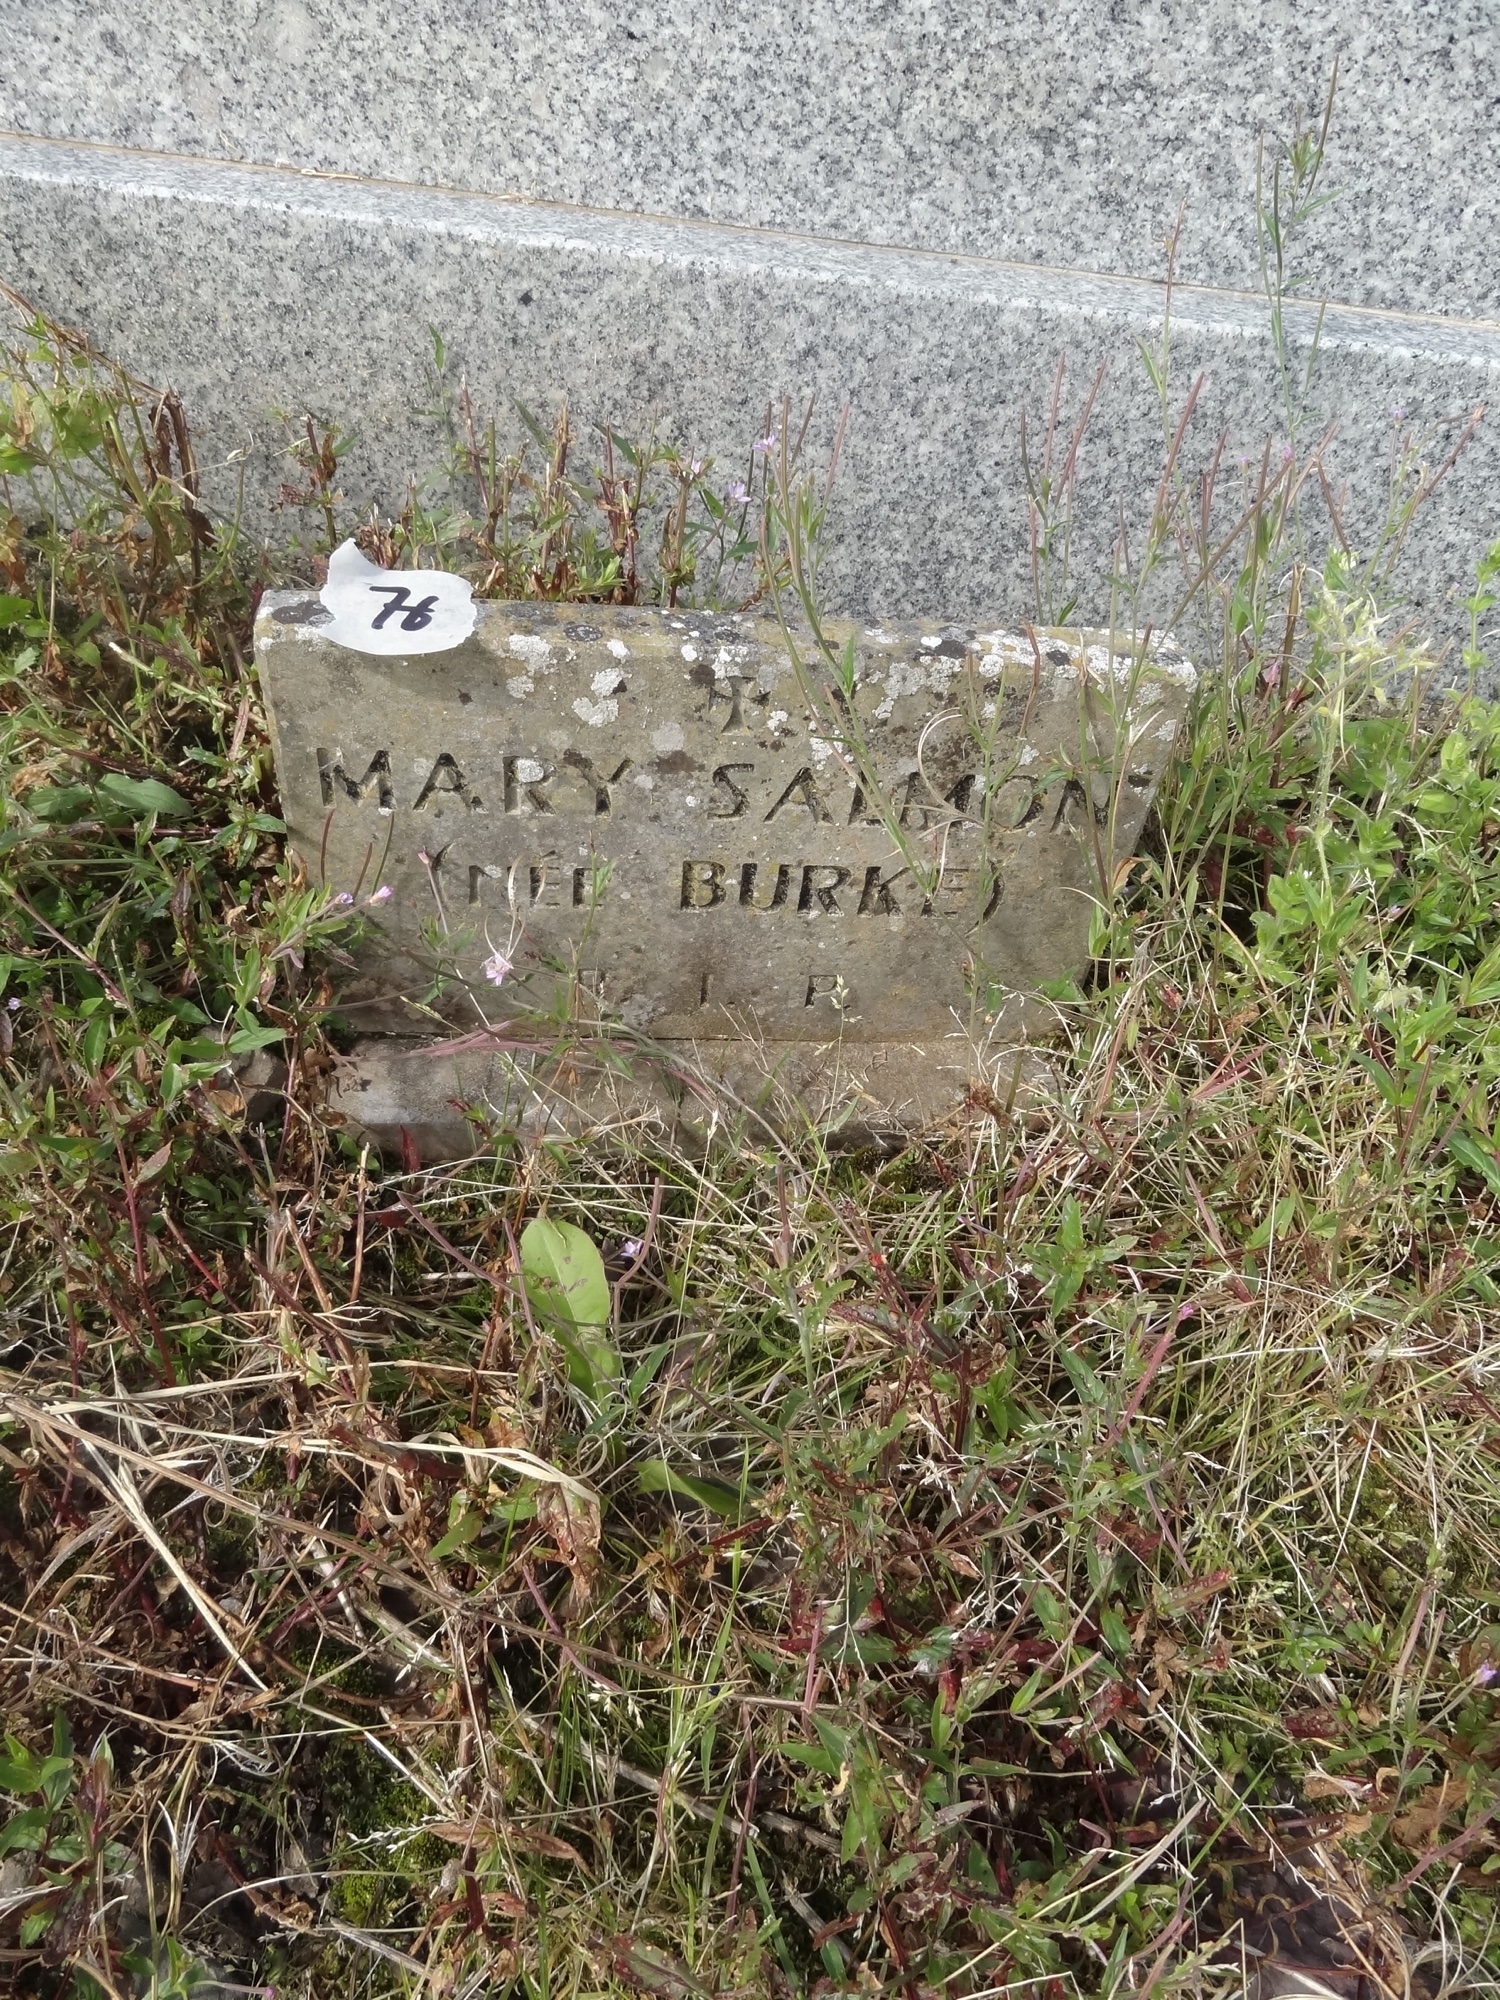 76
MARY SALMON
(NÉE BURKE)
R. I. P.